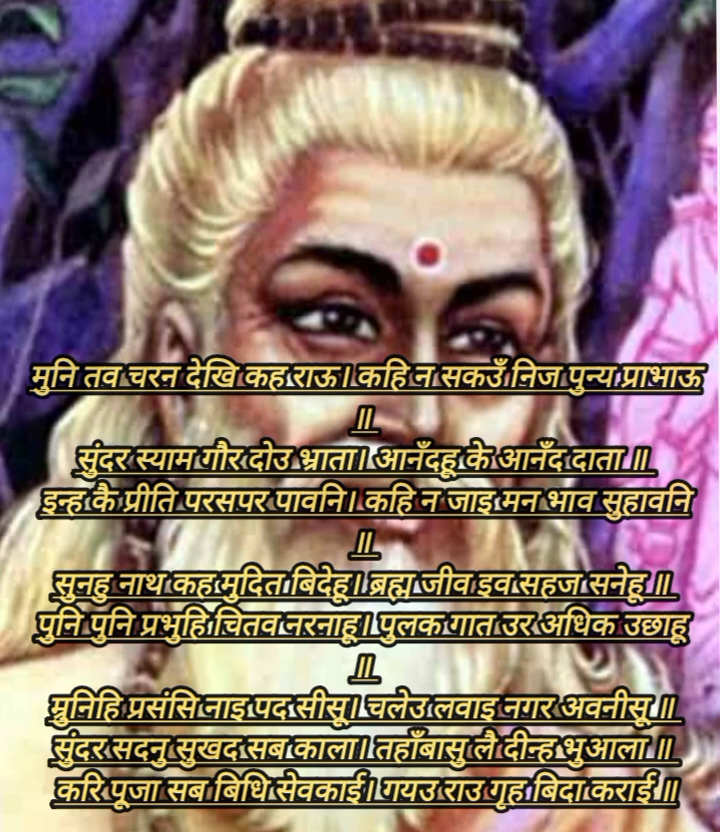 मुनि तव चरन देखि कह राऊ। कहि न सकउँ निज पुन्य प्राभाऊ
॥
सुंदर स्याम गौर दोउ भ्राता। आनँदहू के आनँद दाता ॥
इन्ह कै प्रीति परसपर पावनि। कहि न जाइ मन भाव सुहावनि
॥
सुनहु नाथ कह मुदित बिदेहू। ब्रह्म जीव इव सहज सनेहू ॥
पुनि पुनि प्रभुहि चितव नरनाहू। पुलक गात उर अधिक उछाहू
॥
म्रुनिहि प्रसंसि नाइ पद सीसू। चलेउ लवाइ नगर अवनीसू ॥
सुंदर सदनु सुखद सब काला। तहाँ बासु लै दीन्ह भुआला ॥
करि पूजा सब बिधि सेवकाई। गयउ राउ गृह बिदा कराई ॥